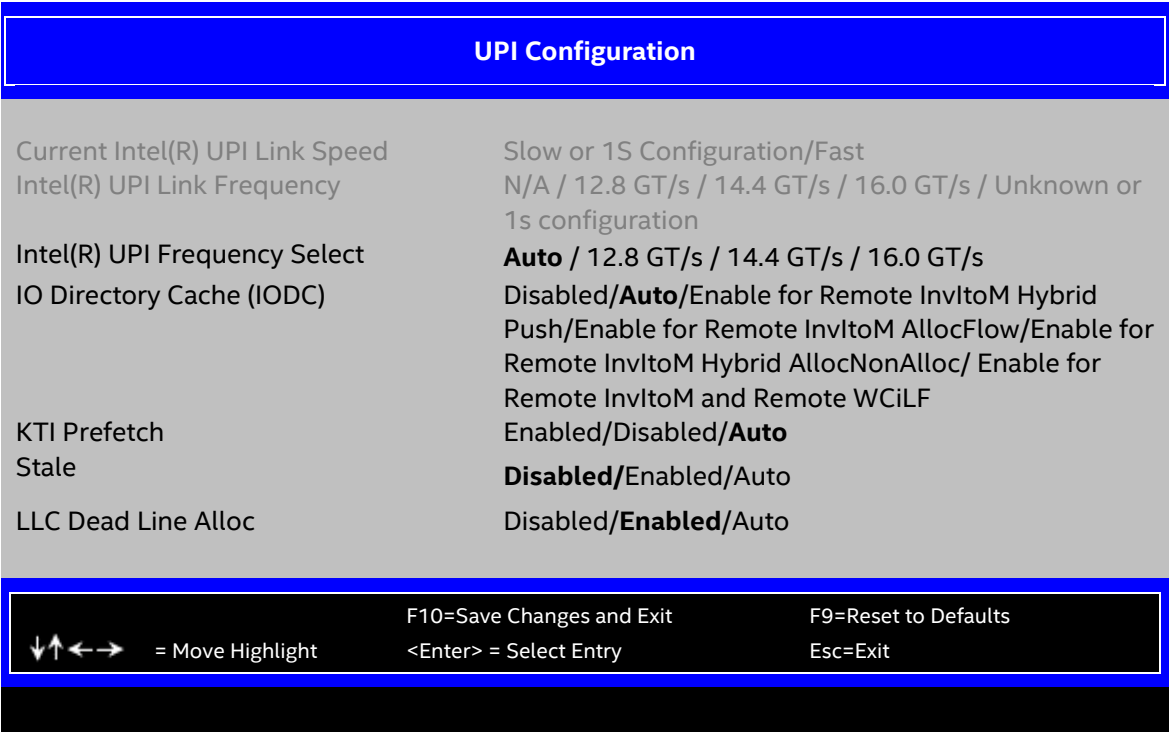 UPI Configuration
Current Intel(R) UPI Link Speed Slow or 1S Configuration/Fast
Intel(R) UPI Link Frequency N/A / 12.8 GT/s / 14.4 GT/s / 16.0 GT/s / Unknown or
1s configuration
Intel(R) UPI Frequency Select Auto / 12.8 GT/s / 14.4 GT/s / 16.0 GT/s
IO Directory Cache (IODC) Disabled/Auto/Enable for Remote InvItoM Hybrid
Push/Enable for Remote InvItoM AllocFlow/Enable for
Remote InvItoM Hybrid AllocNonAlloc/ Enable for
Remote InvItoM and Remote WCiLF
KTI Prefetch Enabled/Disabled/Auto
Stale Disabled/Enabled/Auto
LLC Dead Line Alloc Disabled/Enabled/Auto
F10=Save Changes and Exit F9=Reset to Defaults
↓↑←→ = Move Highlight <Enter> = Select Entry Esc=Exit